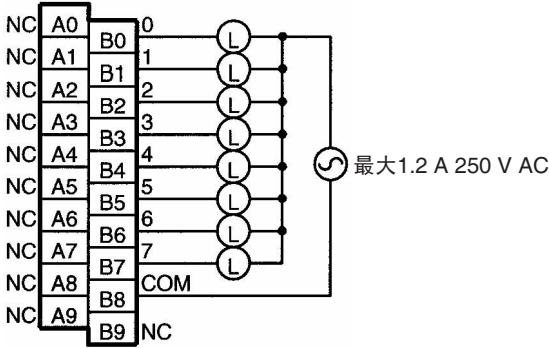 NC A0 0
B0 L
NC A1 1
B1 L
NC A2 2
B2 L
NC A3 3
B3 L
NC A4 4
B4 L 最大1.2 A 250 V AC
NC A5 5
B5 L
NC A6 6
B6 L
NC A7 7
B7 L
NC A8 COM
B8
NC A9
B9 NC